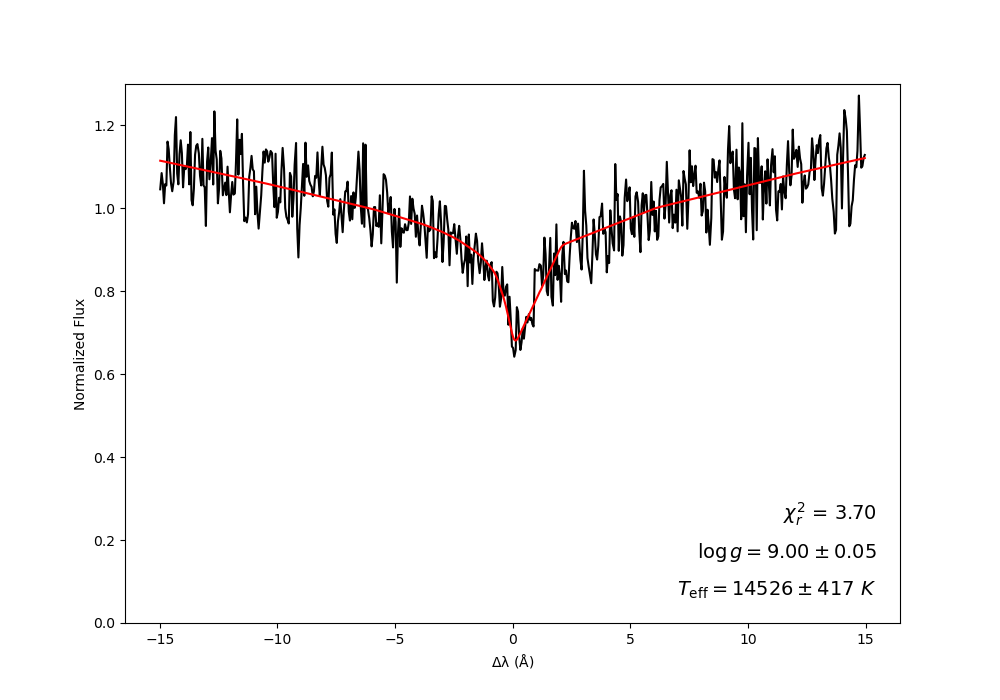 1.2
1.0
0.8
0.6
0.4
0.2
0.0
Normalized Flux
χ²ᵣ = 3.70
log g = 9.00 ± 0.05
T_eff = 14526 ± 417 K
−15 −10 −5 0 5 10 15
Δλ (Å)